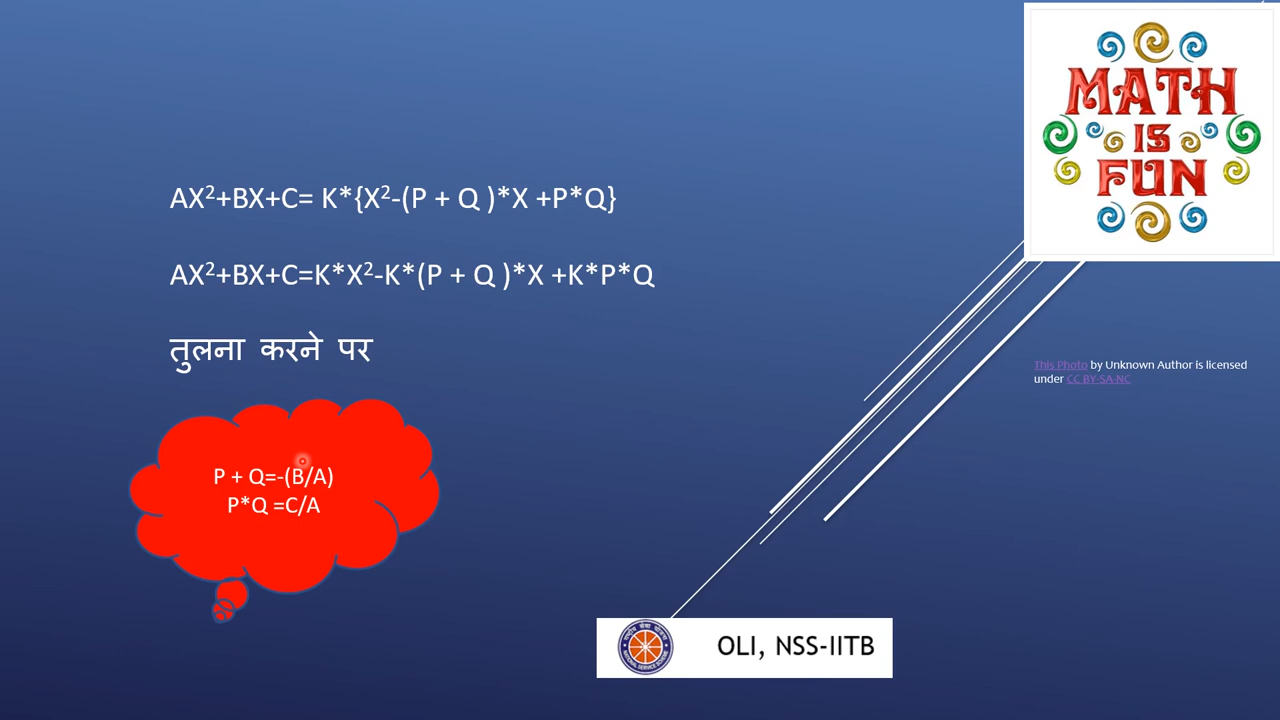 MATH
IS
FUN
AX²+BX+C= K*{X²-(P + Q )*X +P*Q}
AX²+BX+C=K*X²-K*(P + Q )*X +K*P*Q
तुलना करने पर
This Photo by Unknown Author is licensed
under CC BY-SA-NC
P + Q=-(B/A)
P*Q =C/A
OLI, NSS-IITB